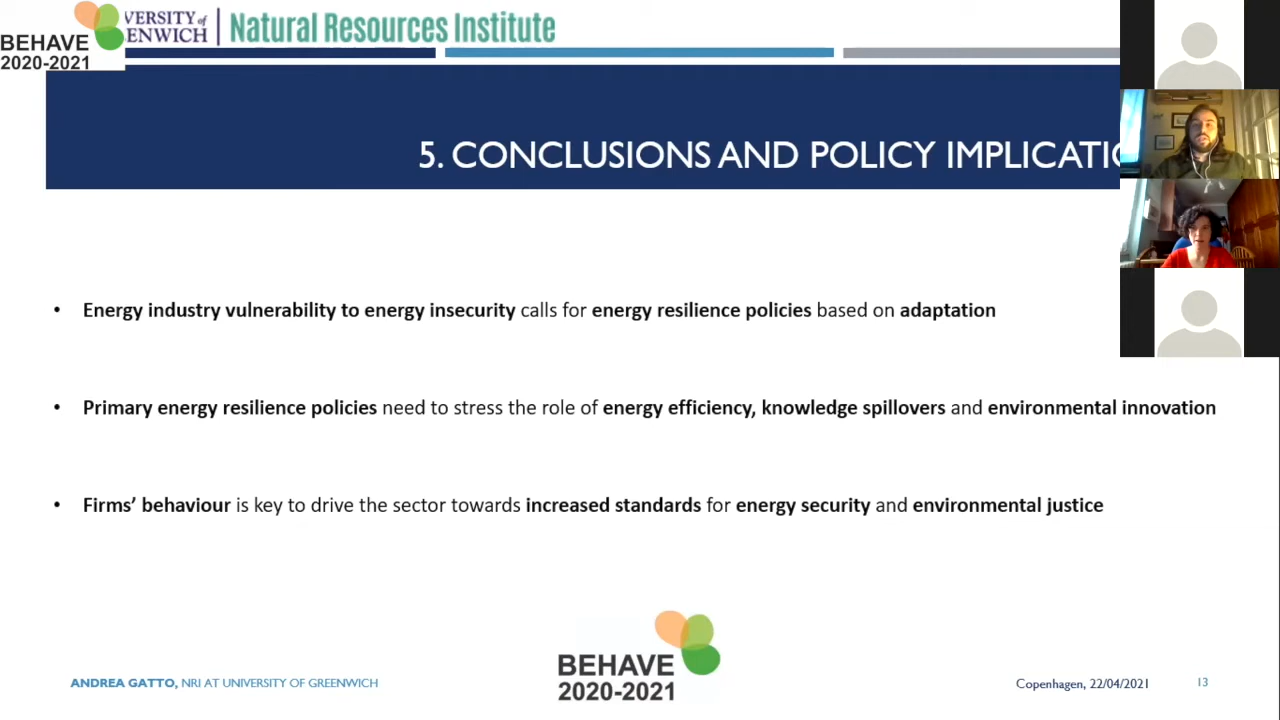 VERSITY of
ENWICH
Natural Resources Institute
BEHAVE
2020-2021
5. CONCLUSIONS AND POLICY IMPLICATIO
• Energy industry vulnerability to energy insecurity calls for energy resilience policies based on adaptation
• Primary energy resilience policies need to stress the role of energy efficiency, knowledge spillovers and environmental innovation
• Firms’ behaviour is key to drive the sector towards increased standards for energy security and environmental justice
BEHAVE
2020-2021
ANDREA GATTO, NRI AT UNIVERSITY OF GREENWICH
Copenhagen, 22/04/2021
13